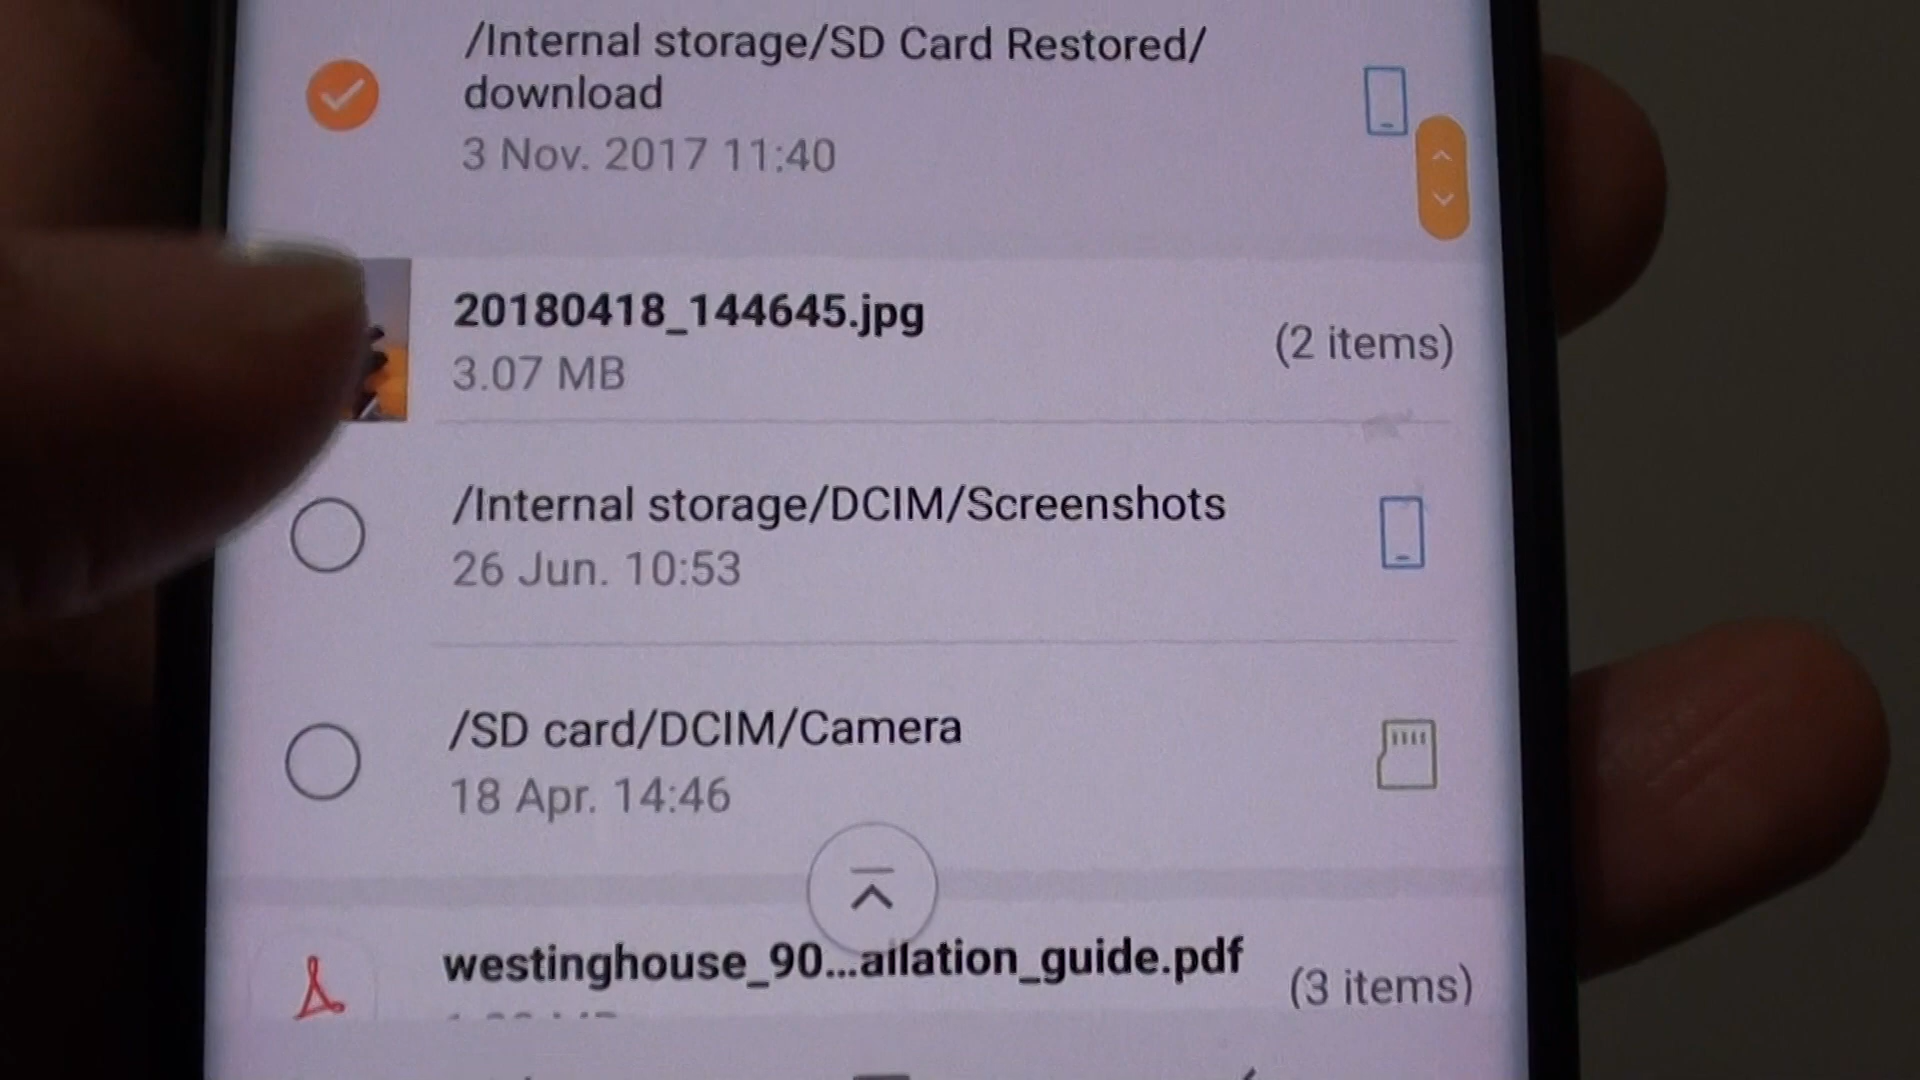 /Internal storage/SD Card Restored/
download
3 Nov. 2017 11:40
20180418_144645.jpg
3.07 MB
(2 items)
/Internal storage/DCIM/Screenshots
26 Jun. 10:53
/SD card/DCIM/Camera
18 Apr. 14:46
westinghouse_90...allation_guide.pdf
(3 items)